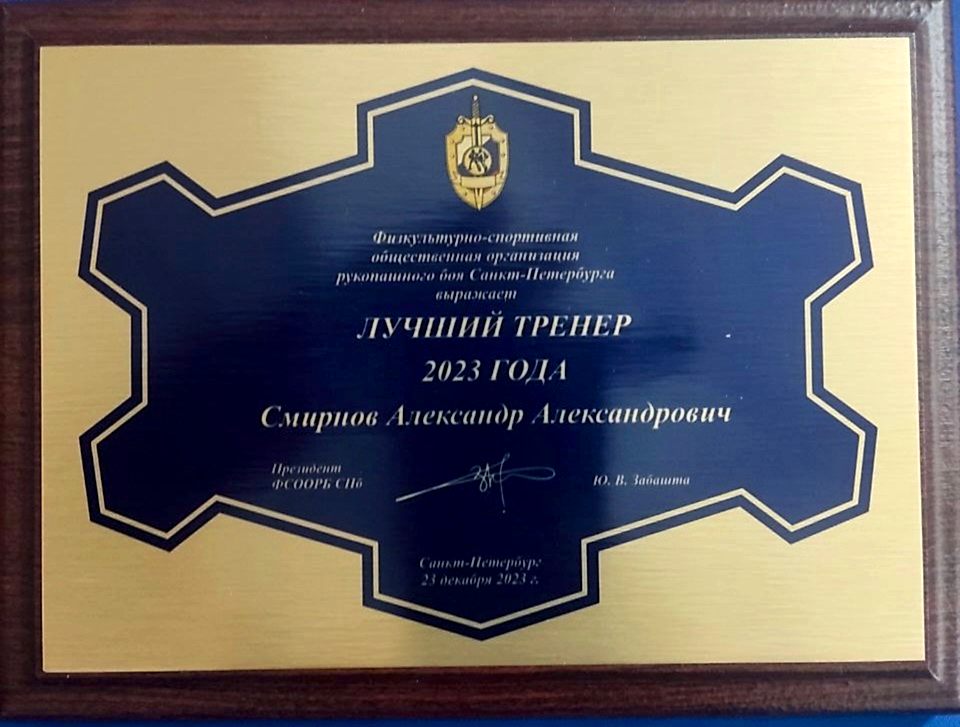 Физкультурно-спортивная
общественная организация
рукопашного боя Санкт-Петербурга
выражает
ЛУЧШИЙ ТРЕНЕР
2023 ГОДА
Смирнов Александр Александрович
Президент
ФСООРБ СПб
Ю. В. Забашта
Санкт-Петербург
23 декабря 2023 г.